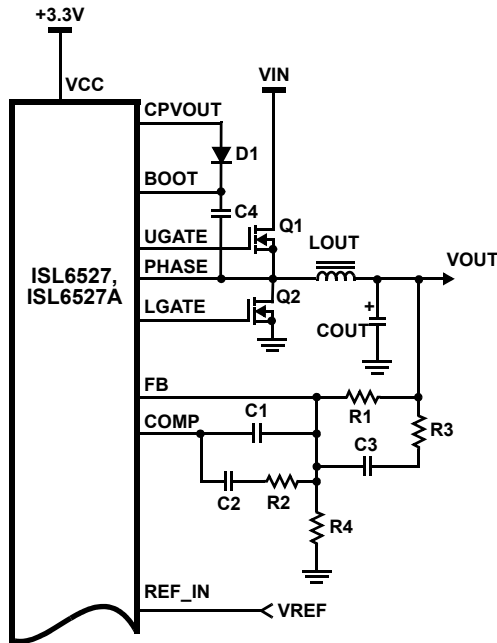 +3.3V
VCC
VIN
CPVOUT
D1
BOOT
C4
Q1
UGATE
LOUT
VOUT
PHASE
ISL6527,
ISL6527A
Q2
LGATE
+
COUT
FB
R1
COMP
C1
R3
C3
C2
R2
R4
REF_IN
VREF